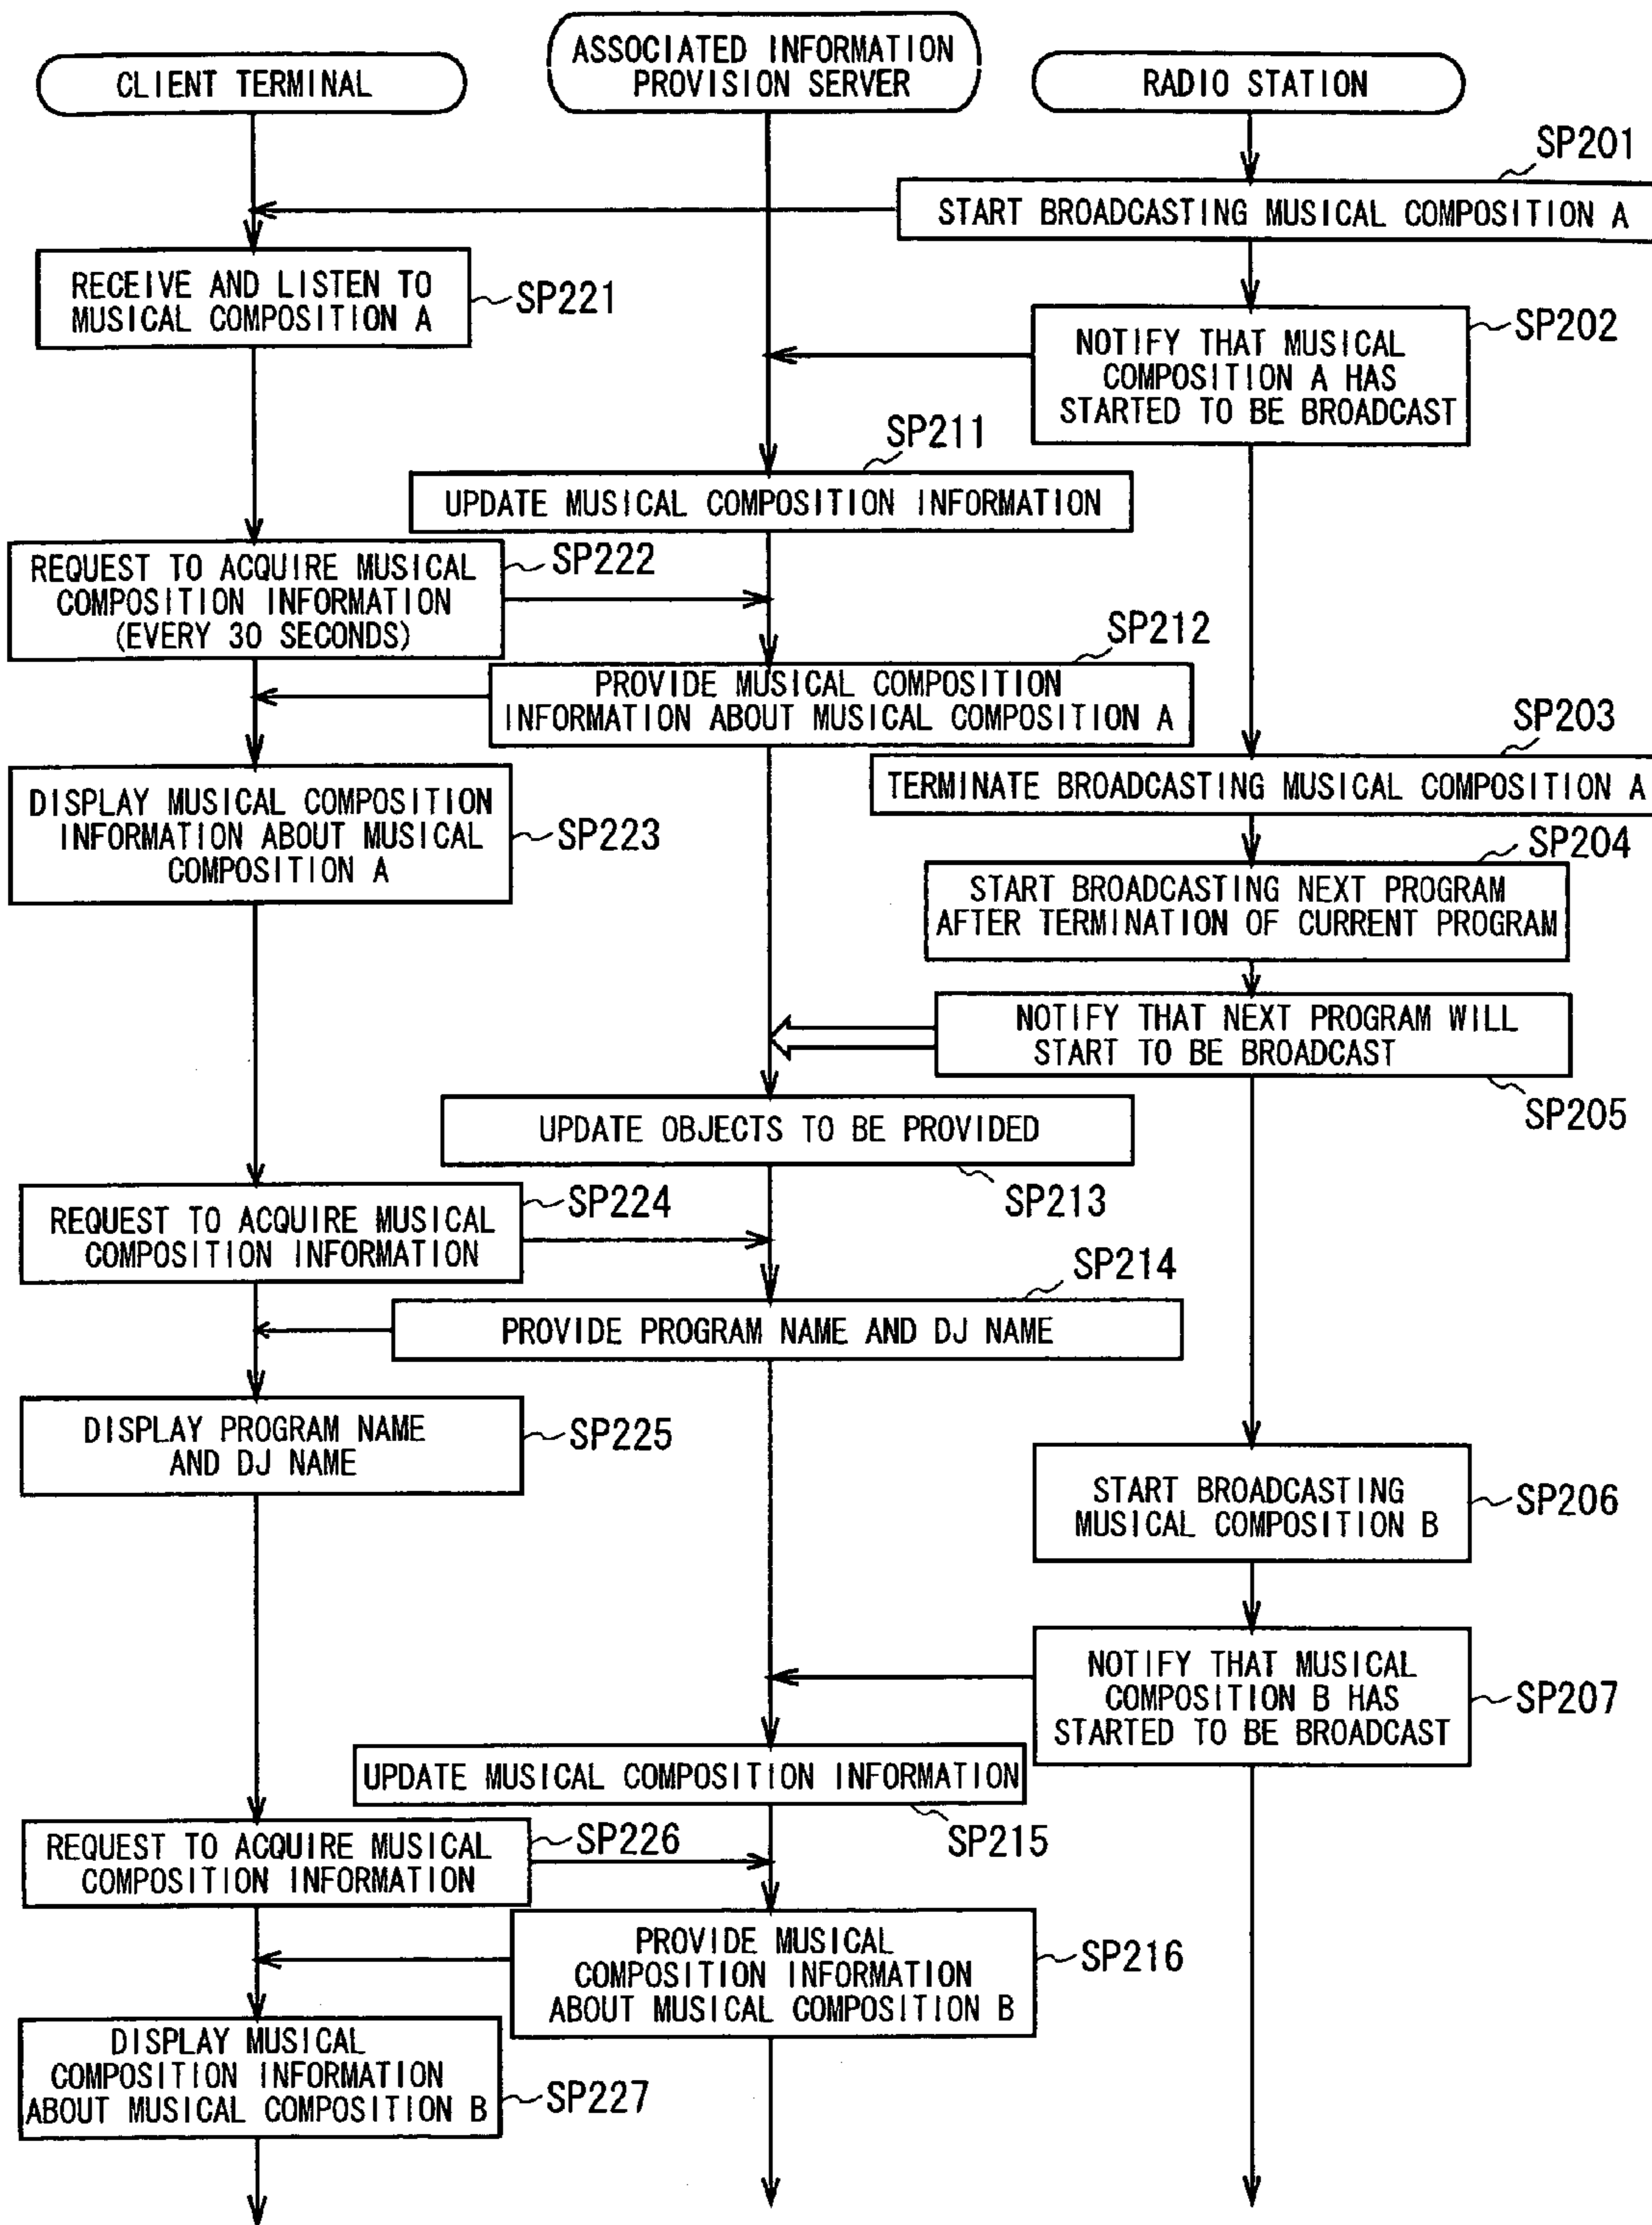 CLIENT TERMINAL
ASSOCIATED INFORMATION
PROVISION SERVER
RADIO STATION
SP201
START BROADCASTING MUSICAL COMPOSITION A
RECEIVE AND LISTEN TO
MUSICAL COMPOSITION A
SP221
SP202
NOTIFY THAT MUSICAL
COMPOSITION A HAS
STARTED TO BE BROADCAST
SP211
UPDATE MUSICAL COMPOSITION INFORMATION
REQUEST TO ACQUIRE MUSICAL
COMPOSITION INFORMATION
(EVERY 30 SECONDS)
SP222
SP212
PROVIDE MUSICAL COMPOSITION
INFORMATION ABOUT MUSICAL COMPOSITION A
SP203
TERMINATE BROADCASTING MUSICAL COMPOSITION A
DISPLAY MUSICAL COMPOSITION
INFORMATION ABOUT MUSICAL
COMPOSITION A
SP223
SP204
START BROADCASTING NEXT PROGRAM
AFTER TERMINATION OF CURRENT PROGRAM
NOTIFY THAT NEXT PROGRAM WILL
START TO BE BROADCAST
SP205
UPDATE OBJECTS TO BE PROVIDED
SP213
REQUEST TO ACQUIRE MUSICAL
COMPOSITION INFORMATION
SP224
SP214
PROVIDE PROGRAM NAME AND DJ NAME
DISPLAY PROGRAM NAME
AND DJ NAME
SP225
START BROADCASTING
MUSICAL COMPOSITION B
SP206
NOTIFY THAT MUSICAL
COMPOSITION B HAS
STARTED TO BE BROADCAST
SP207
UPDATE MUSICAL COMPOSITION INFORMATION
SP215
REQUEST TO ACQUIRE MUSICAL
COMPOSITION INFORMATION
SP226
PROVIDE MUSICAL
COMPOSITION INFORMATION
ABOUT MUSICAL COMPOSITION B
SP216
DISPLAY MUSICAL
COMPOSITION INFORMATION
ABOUT MUSICAL COMPOSITION B
SP227